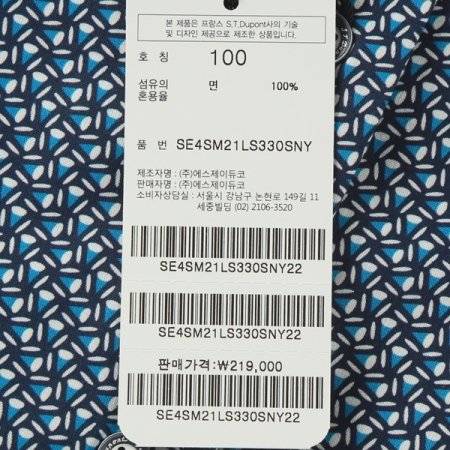 본 제품은 프랑스 S.T.Dupont사의 기술
및 디자인 제공으로 제조한 상품입니다.
호 칭 100
섬유의 면 100%
혼용율
품 번 SE4SM21LS330SNY
제조자명 : (주)에스제이듀코
판매자명 : (주)에스제이듀코
소비자상담실 : 서울시 강남구 논현로 149길 11
세중빌딩 (02) 2106-3520
SE4SM21LS330SNY22
SE4SM21LS330SNY22
판매가격:₩219,000
SE4SM21LS330SNY22